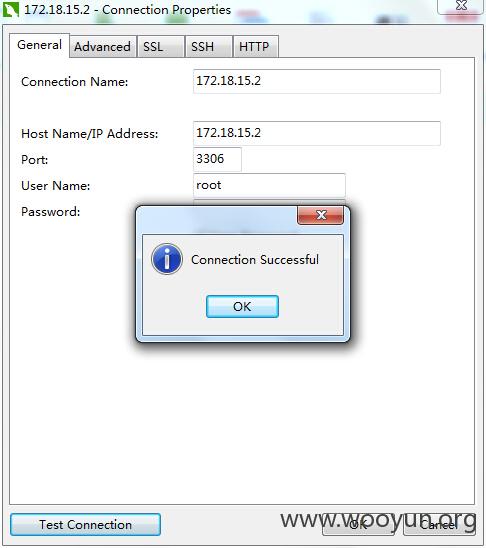 172.18.15.2 - Connection Properties
General Advanced SSL SSH HTTP
Connection Name: 172.18.15.2
Host Name/IP Address: 172.18.15.2
Port: 3306
User Name: root
Password:
Connection Successful
OK
Test Connection OK Cancel
www.wooyun.org